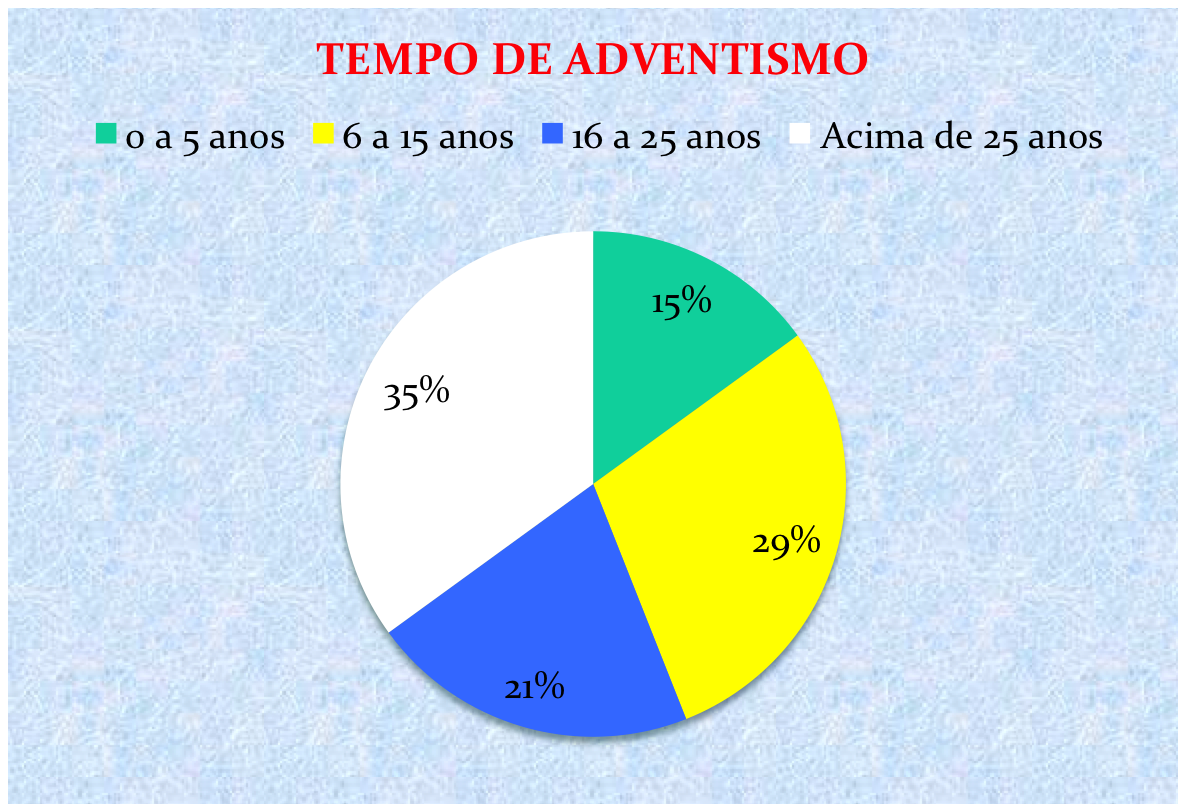 TEMPO DE ADVENTISMO
0 a 5 anos 6 a 15 anos 16 a 25 anos Acima de 25 anos
15%
35%
29%
21%